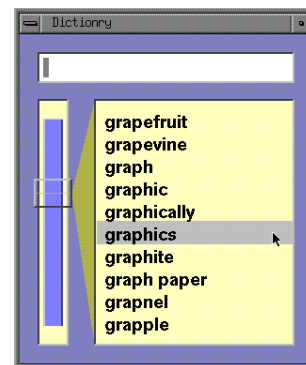 Dictionry
grapefruit
grapevine
graph
graphic
graphically
graphics
graphite
graph paper
grapnel
grapple